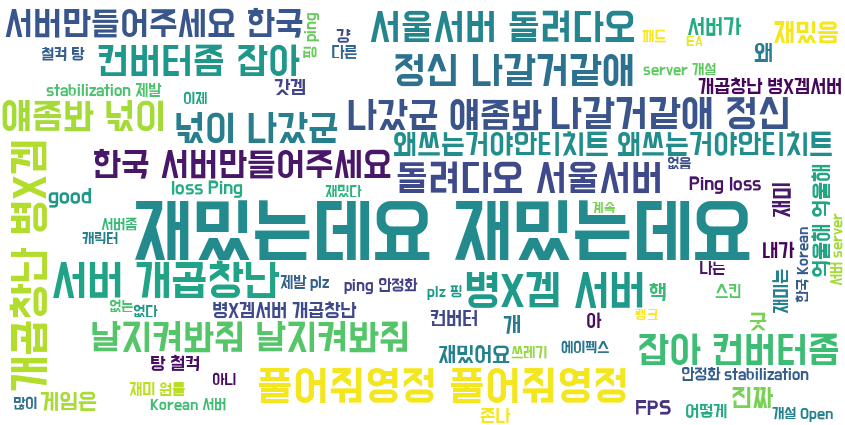 서버만들어주세요 한국
서울서버 돌려다오
서버가
재밌음
패드
EA
핑 ping
걍
다른
왜
철컥 탕
컨버터좀 잡아
정신 나갈거같애
server 개설
개곱창난 병X겜서버
stabilization 제발
이제
갓겜
얘좀봐 넋이
넋이 나갔군
나갔군 얘좀봐
나갈거같애 정신
왜쓰는거야안티치트 왜쓰는거야안티치트
한국 서버만들어주세요
돌려다오 서울서버
없음
Ping loss
재미
억울해 억울해
good
loss Ping
재밌다
개곱창난 병X겜
서버좀
캐릭터
재밌는데요 재밌는데요
계속
내가
나는
재미는
한국 Korean
서버 server
서버 개곱창난
제발 plz
ping 안정화
plz 핑
병X겜 서버
핵
스킨
없는
없다
병X겜서버 개곱창난
컨버터
개
아
랭크
굿
날지켜봐줘 날지켜봐줘
재밌어요
쓰레기
에이펙스
잡아 컨버터좀
탕 철컥
아니
풀어줘영정 풀어줘영정
안정화 stabilization
많이
게임은
재미 원툴
Korean 서버
존나
FPS
어떻게
진짜
개설 Open